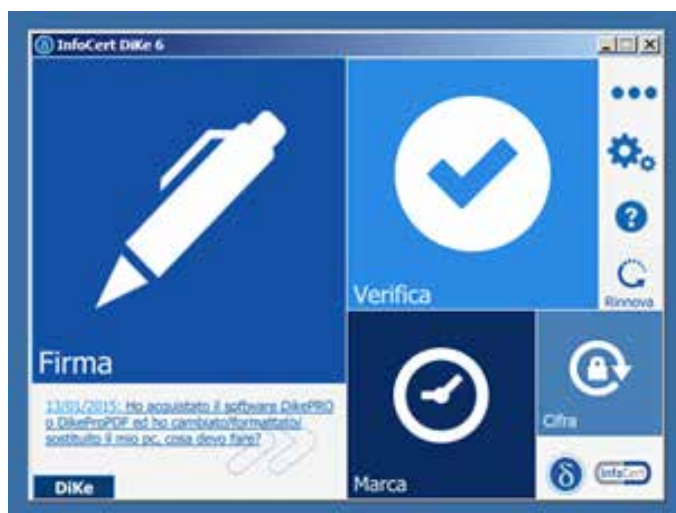 InfoCert DiKe 6
Verifica
Rinnova
Firma
13/01/2015: Ho acquistato il software DikePRO
o DikeProPDF ed ho cambiato/formattato/
sostituito il mio pc, cosa devo fare?
DiKe
Marca
Cifra
δ
InfoCert